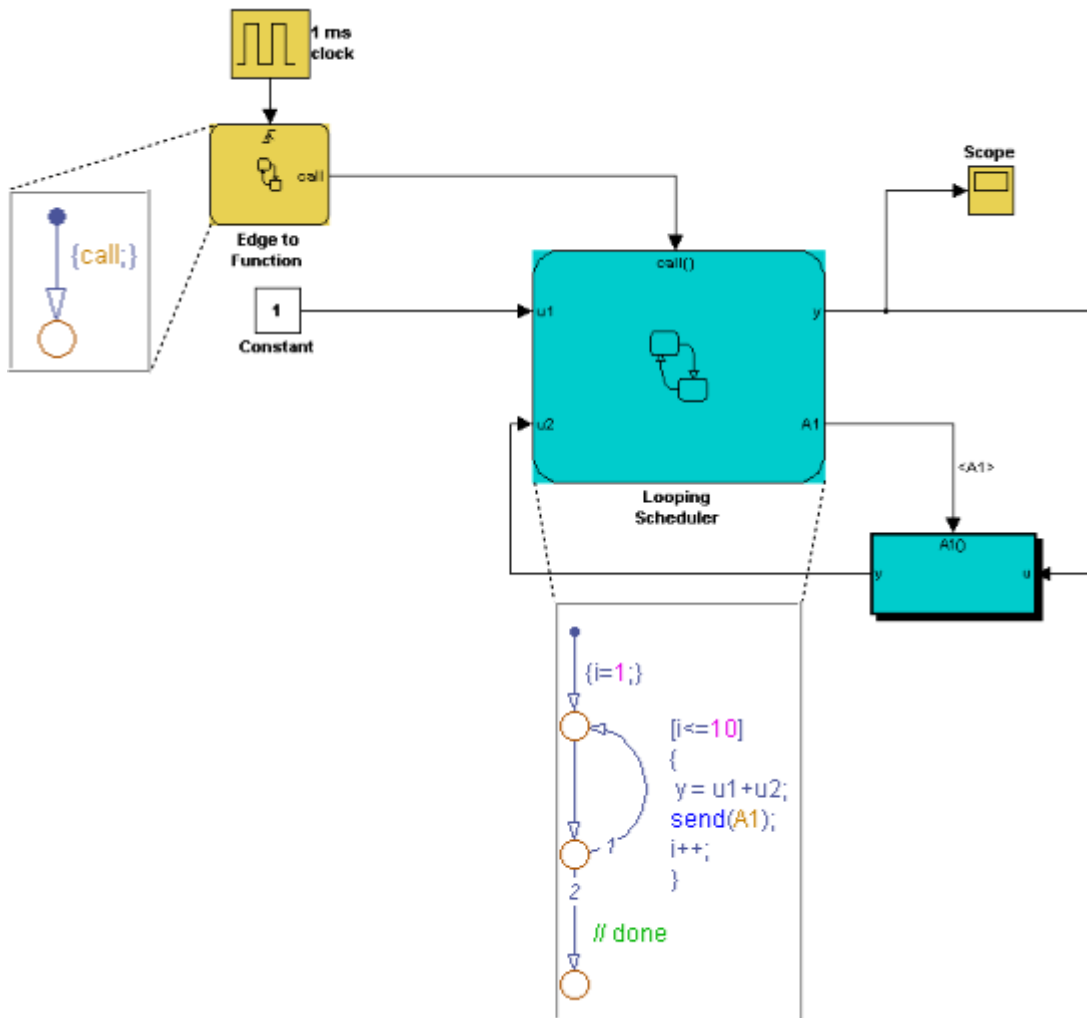 1 ms
clock
call
Edge to
Function
{call;}
1
Constant
Scope
call()
u1
y
u2
A1
Looping
Scheduler
<A1>
A1()
y
u
{i=1;}
[i<=10]
{
y = u1+u2;
send(A1);
i++;
}
1
2
// done